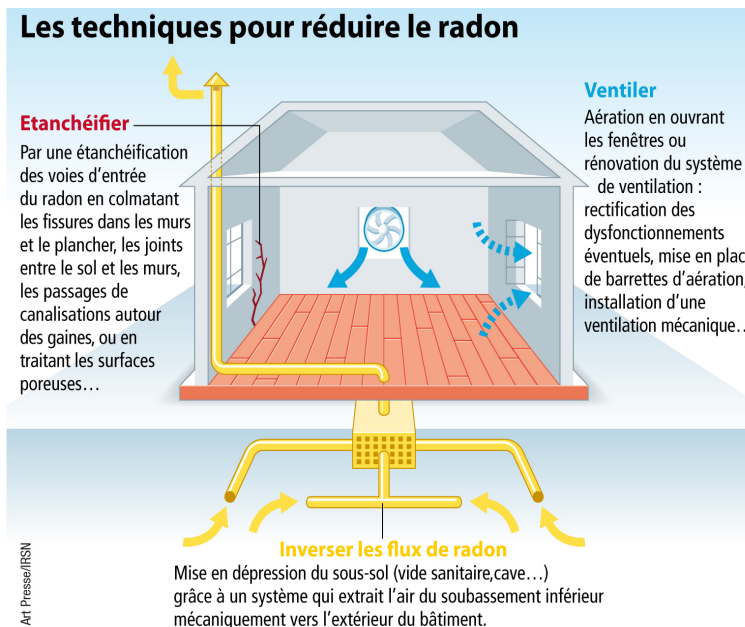 Les techniques pour réduire le radon
Etanchéifier
Par une étanchéification
des voies d'entrée
du radon en colmatant
les fissures dans les murs
et le plancher, les joints
entre le sol et les murs,
les passages de
canalisations autour
des gaines, ou en
traitant les surfaces
poreuses…
Ventiler
Aération en ouvrant
les fenêtres ou
rénovation du système
de ventilation :
rectification des
dysfonctionnements
éventuels, mise en plac
de barrettes d'aération,
installation d'une
ventilation mécanique…
Inverser les flux de radon
Mise en dépression du sous-sol (vide sanitaire,cave…)
grâce à un système qui extrait l'air du soubassement inférieur
mécaniquement vers l'extérieur du bâtiment.
Art Presse/IRSN